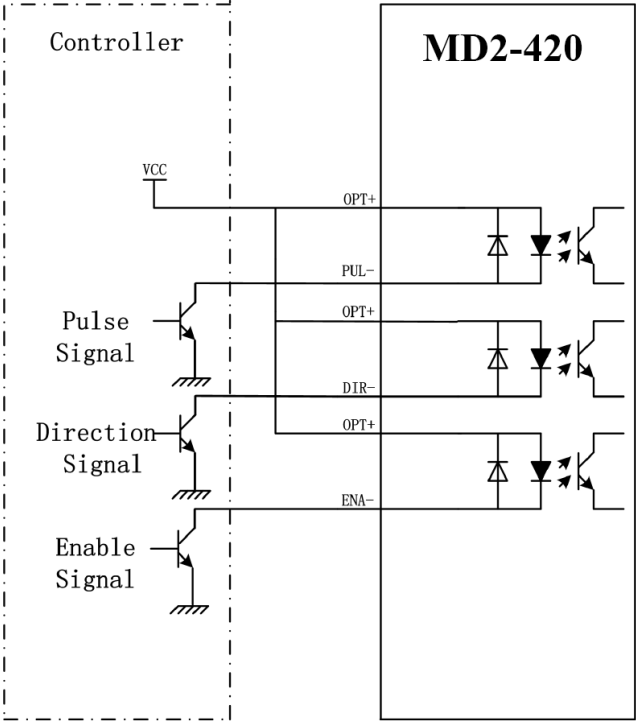 Controller
MD2-420
VCC
OPT+
PUL-
Pulse
Signal
OPT+
DIR-
Direction
Signal
OPT+
ENA-
Enable
Signal